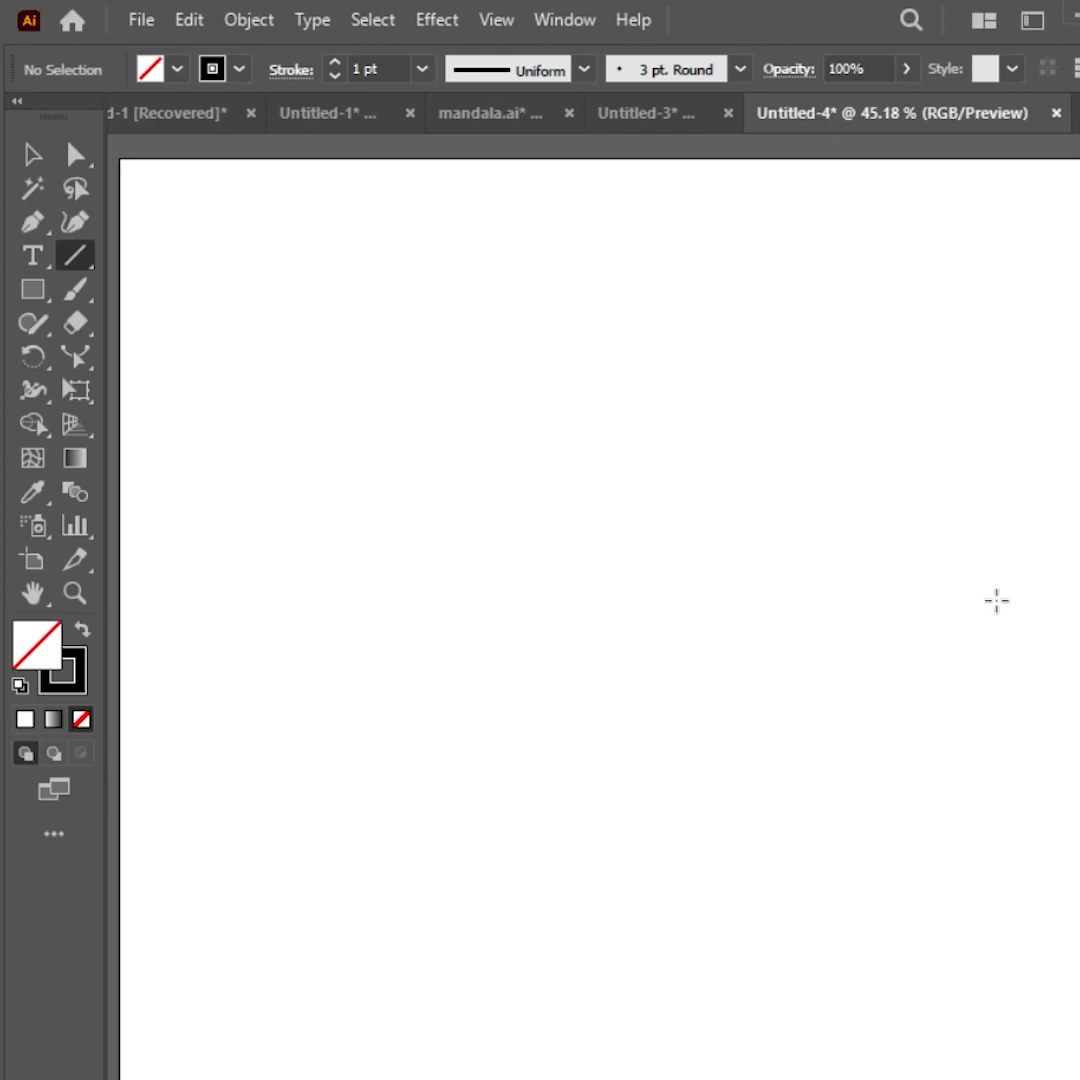 Ai File Edit Object Type Select Effect View Window Help
No Selection Stroke: 1 pt Uniform 3 pt. Round Opacity: 100% Style:
d-1 [Recovered]* × Untitled-1* ... × mandala.ai* ... × Untitled-3* ... × Untitled-4* @ 45.18 % (RGB/Preview) ×